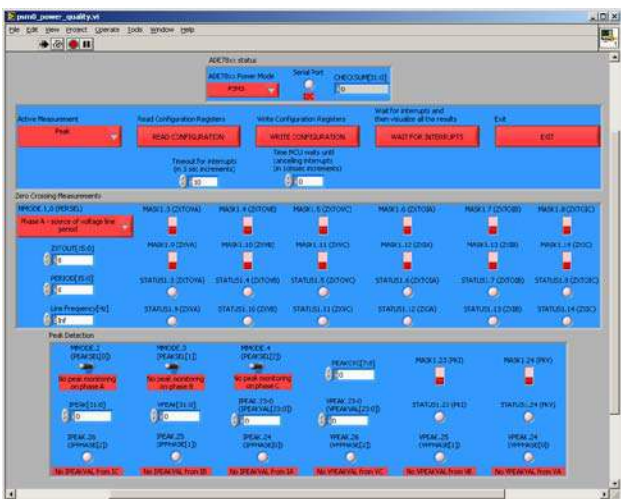 psm0_power_quality.vi
File Edit View Project Operate Tools Window Help
ADE78xx status
ADE78xx Power Mode
Serial Port
CHECKSUM[31:0]
PSM0
0
Active Measurement
Read Configuration Registers
Write Configuration Registers
Wait for interrupts and
then visualize all the results
Exit
Peak
READ CONFIGURATION
WRITE CONFIGURATION
WAIT FOR INTERRUPTS
EXIT
Timeout for interrupts
(in 3 sec increments)
10
Time MCU waits until
cancelling interrupts
(in 10msec increments)
0
Zero Crossing Measurements
MMODE.1,0 (PERSEL)
Phase A - source of voltage line
period
MASK1.3 (ZXTOVA)
MASK1.4 (ZXTOVB)
MASK1.5 (ZXTOVC)
MASK1.6 (ZXTOIA)
MASK1.7 (ZXTOIB)
MASK1.8 (ZXTOIC)
ZXTOUT[15:0]
0
MASK1.9 (ZXVA)
MASK1.10 (ZXVB)
MASK1.11 (ZXVC)
MASK1.12 (ZXIA)
MASK1.13 (ZXIB)
MASK1.14 (ZXIC)
PERIOD[15:0]
0
STATUS1.3 (ZXTOVA)
STATUS1.4 (ZXTOVB)
STATUS1.5 (ZXTOVC)
STATUS1.6 (ZXTOIA)
STATUS1.7 (ZXTOIB)
STATUS1.8 (ZXTOIC)
Line Frequency[Hz]
Inf
STATUS1.9 (ZXVA)
STATUS1.10 (ZXVB)
STATUS1.11 (ZXVC)
STATUS1.12 (ZXIA)
STATUS1.13 (ZXIB)
STATUS1.14 (ZXIC)
Peak Detection
MMODE.2
(PEAKSEL[0])
MMODE.3
(PEAKSEL[1])
MMODE.4
(PEAKSEL[2])
PEAKCYC[7:0]
0
MASK1.23 (PKI)
MASK1.24 (PKV)
No peak monitoring
on phase A
No peak monitoring
on phase B
No peak monitoring
on phase C
IPEAK[31:0]
0
VPEAK[31:0]
0
IPEAK.23-0
(IPEAKVAL[23:0])
0
VPEAK.23-0
(VPEAKVAL[23:0])
0
STATUS1.23 (PKI)
STATUS1.24 (PKV)
IPEAK.26
(IPPHASE[2])
IPEAK.25
(IPPHASE[1])
IPEAK.24
(IPPHASE[0])
VPEAK.26
(VPPHASE[2])
VPEAK.25
(VPPHASE[1])
VPEAK.24
(VPPHASE[0])
No IPEAKVAL from IC
No IPEAKVAL from IB
No IPEAKVAL from IA
No VPEAKVAL from VC
No VPEAKVAL from VB
No VPEAKVAL from VA